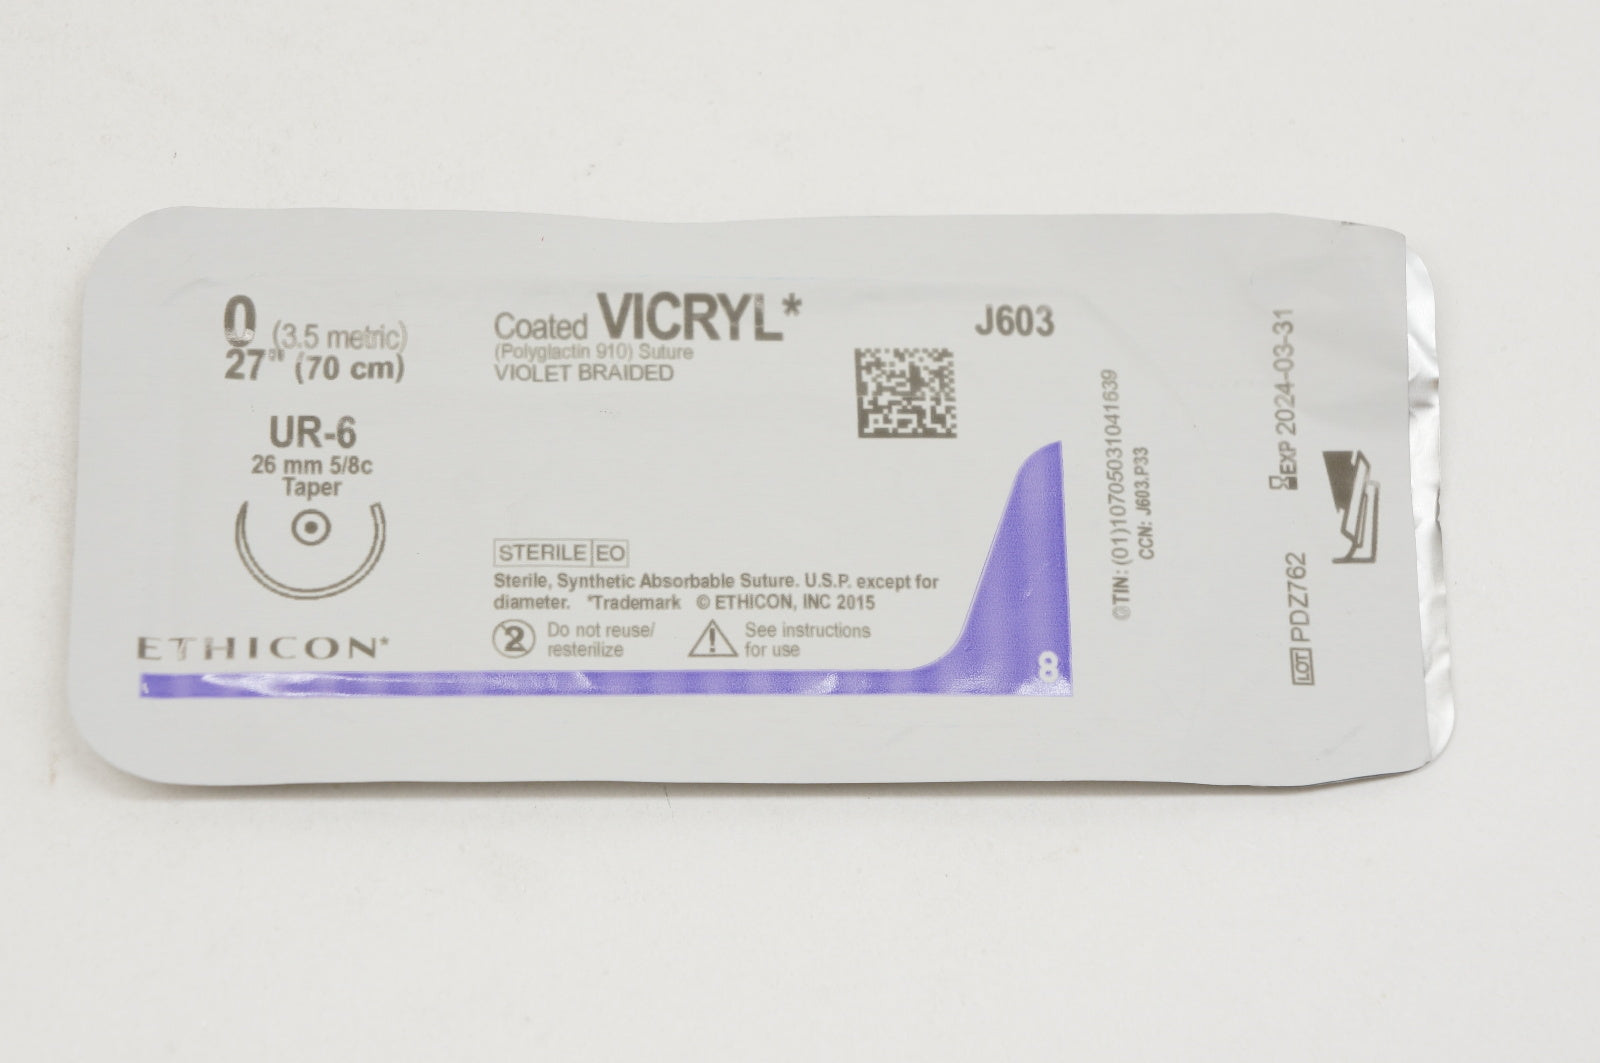 0 (3.5 metric)
27" (70 cm)
UR-6
26 mm 5/8c
Taper
ETHICON*
Coated VICRYL*
(Polyglactin 910) Suture
VIOLET BRAIDED
J603
STERILE EO
Sterile, Synthetic Absorbable Suture. U.S.P. except for
diameter. *Trademark © ETHICON, INC 2015
2 Do not reuse/
resterilize
! See instructions
for use
8
GTIN: (01)10705031041639
CCN: J603.P33
EXP 2024-03-31
LOT PDZ762